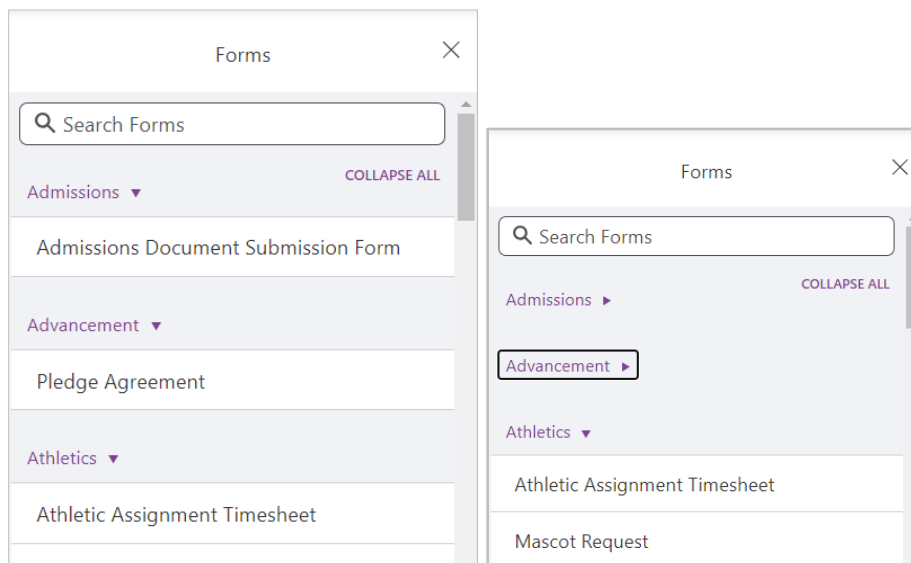 Forms
Search Forms
COLLAPSE ALL
Admissions
Admissions Document Submission Form
Advancement
Pledge Agreement
Athletics
Athletic Assignment Timesheet
Forms
Search Forms
COLLAPSE ALL
Admissions
Advancement
Athletics
Athletic Assignment Timesheet
Mascot Request